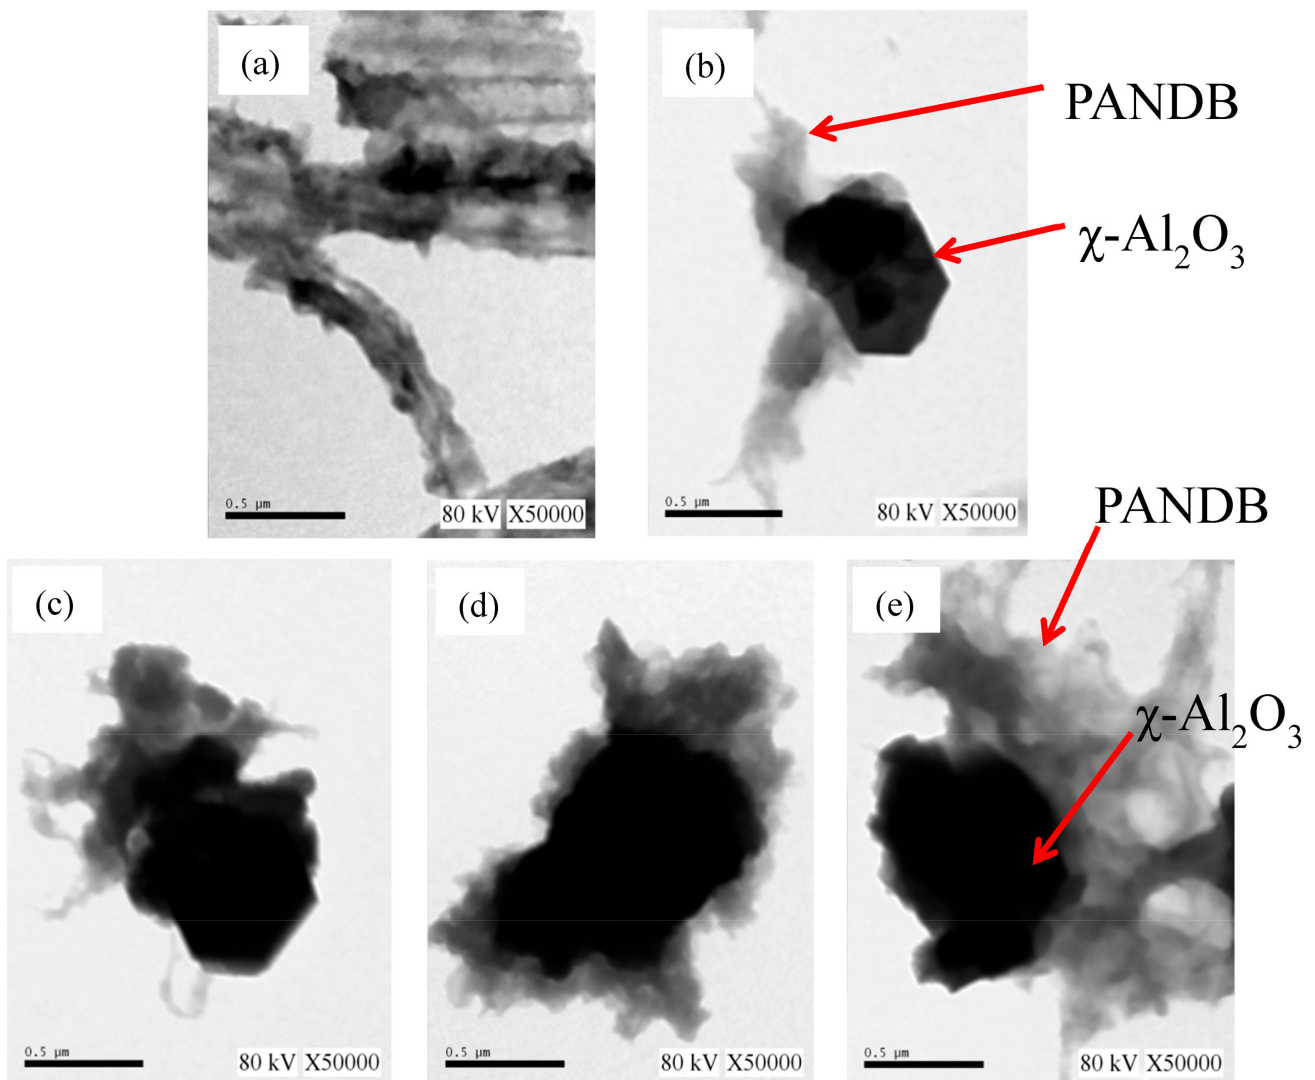 (a)
(b)
PANDB
χ-Al₂O₃
0.5 µm
80 kV X50000
0.5 µm
80 kV X50000
PANDB
(c)
(d)
(e)
χ-Al₂O₃
0.5 µm
80 kV X50000
0.5 µm
80 kV X50000
0.5 µm
80 kV X50000